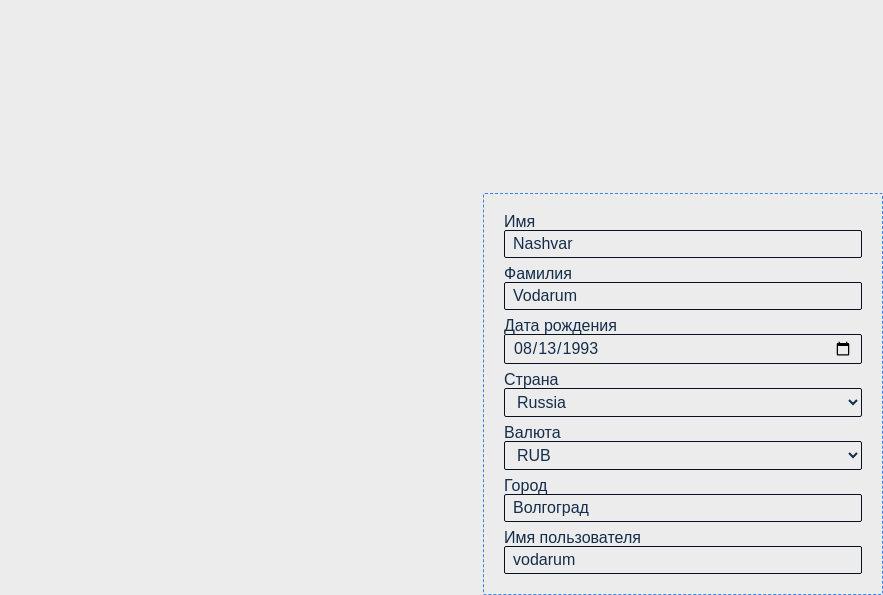 Имя
Nashvar
Фамилия
Vodarum
Дата рождения
08/13/1993
Страна
Russia
Валюта
RUB
Город
Волгоград
Имя пользователя
vodarum